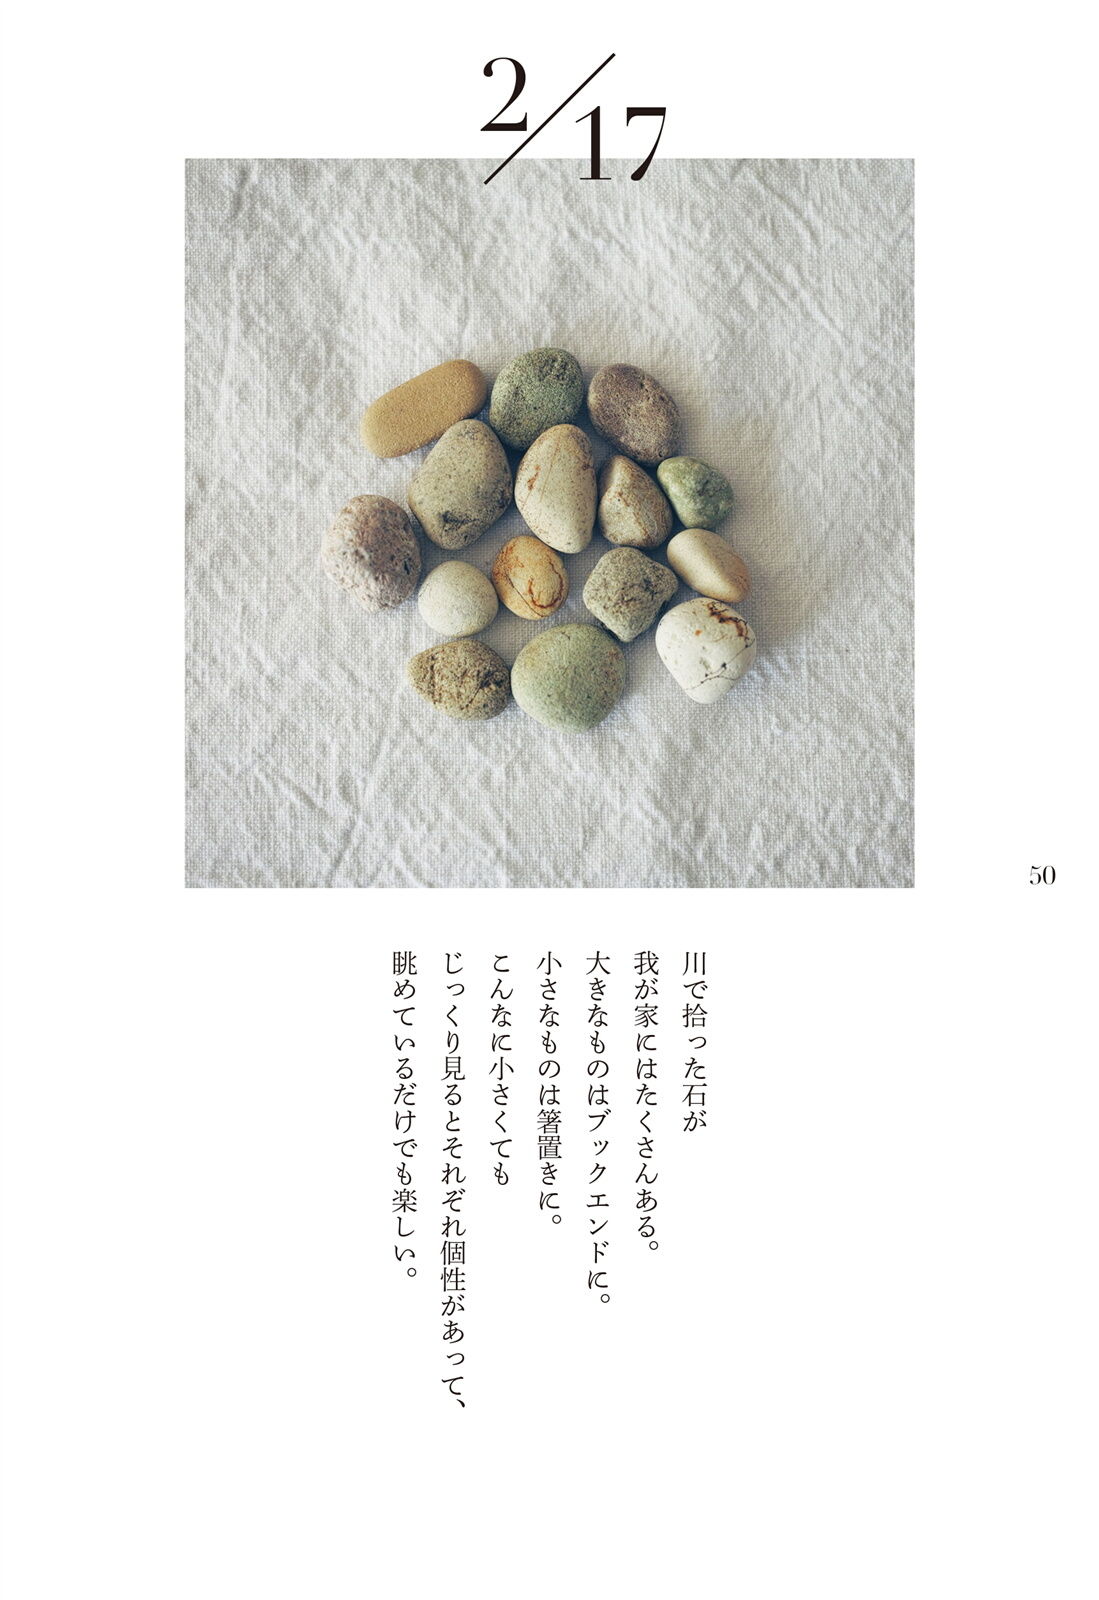 2/17
50
川で拾った石が
我が家にはたくさんある。
大きなものはブックエンドに。
小さなものは箸置きに。
こんなに小さくても
じっくり見るとそれぞれ個性があって、
眺めているだけでも楽しい。